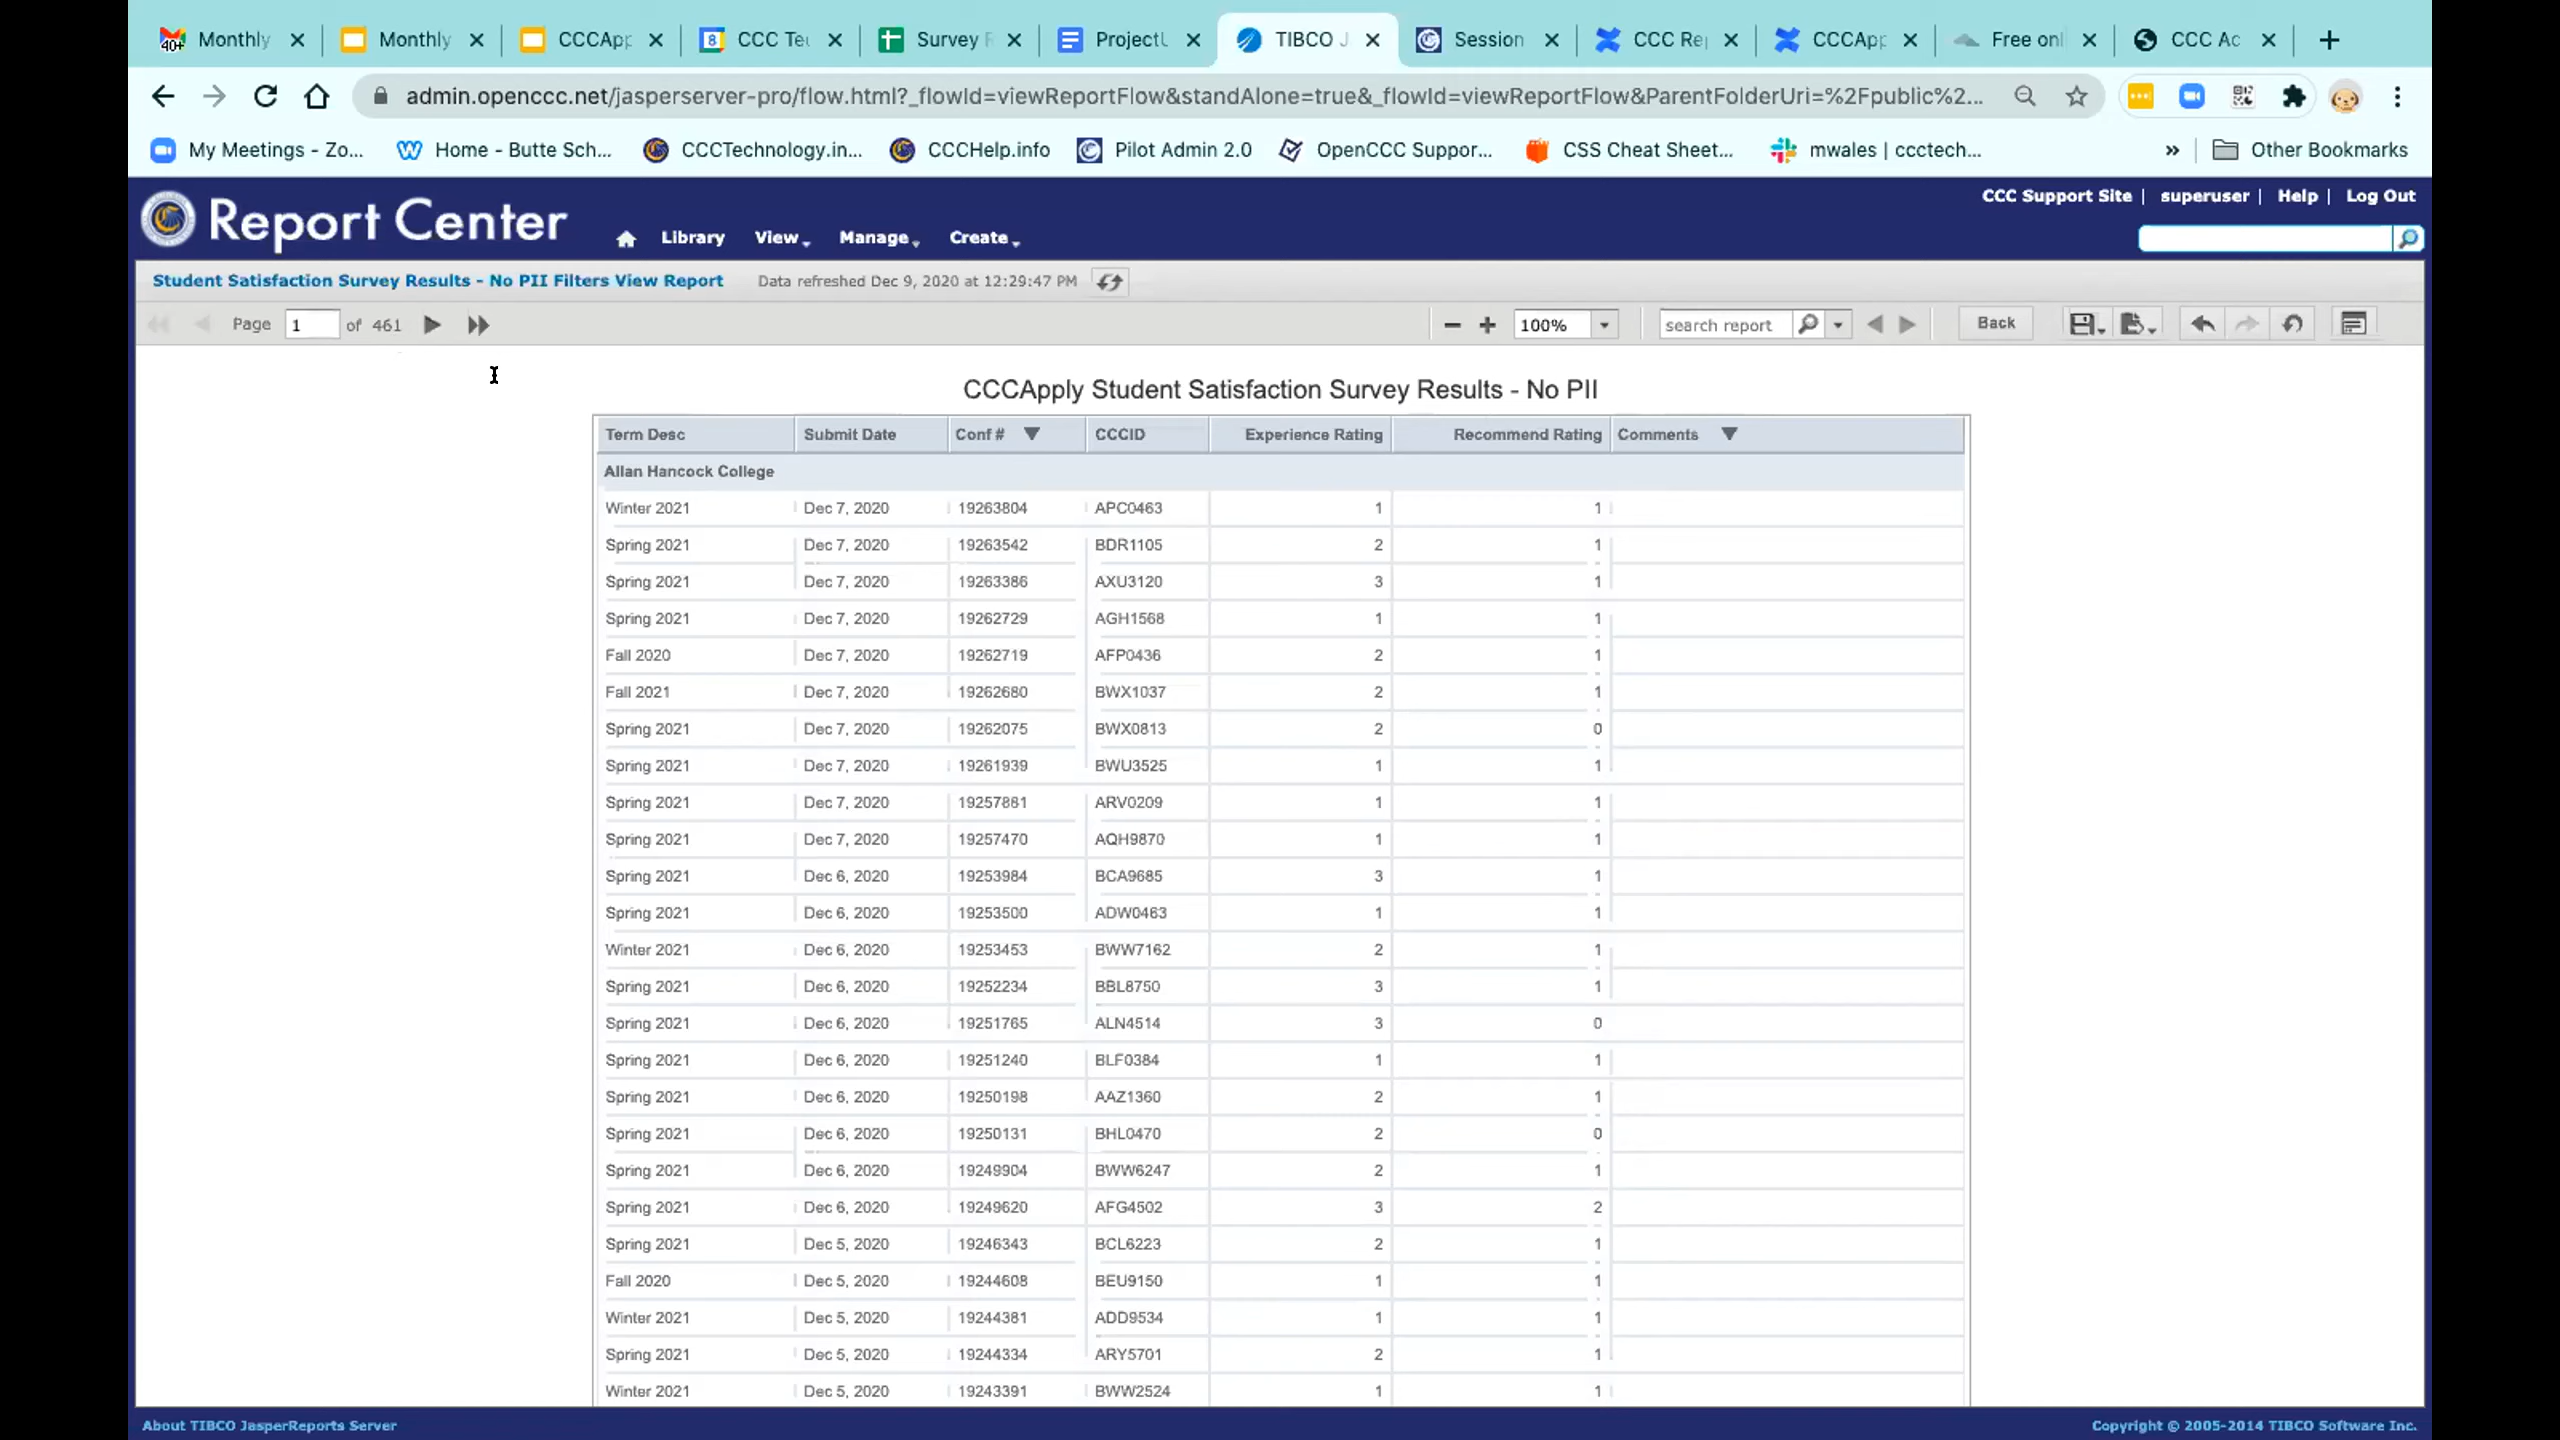 40+ Monthly Monthly CCCApp 8 CCC Te Survey ProjectU TIBCO J Session CCC Re CCCApp Free onl CCC Ac
admin.openccc.net/jasperserver-pro/flow.html?_flowId=viewReportFlow&standAlone=true&_flowId=viewReportFlow&ParentFolderUri=%2Fpublic%2...
My Meetings - Zo... Home - Butte Sch... CCCTechnology.in... CCCHelp.info Pilot Admin 2.0 OpenCCC Suppor... CSS Cheat Sheet... mwales | ccctech... » Other Bookmarks
CCC Support Site | superuser | Help | Log Out
Report Center Library View Manage Create
Student Satisfaction Survey Results - No PII Filters View Report Data refreshed Dec 9, 2020 at 12:29:47 PM
Page 1 of 461 100% search report Back
CCCApply Student Satisfaction Survey Results - No PII
Term Desc Submit Date Conf # CCCID Experience Rating Recommend Rating Comments
Allan Hancock College
Winter 2021 Dec 7, 2020 19263804 APC0463 1 1
Spring 2021 Dec 7, 2020 19263542 BDR1105 2 1
Spring 2021 Dec 7, 2020 19263386 AXU3120 3 1
Spring 2021 Dec 7, 2020 19262729 AGH1568 1 1
Fall 2020 Dec 7, 2020 19262719 AFP0436 2 1
Fall 2021 Dec 7, 2020 19262680 BWX1037 2 1
Spring 2021 Dec 7, 2020 19262075 BWX0813 2 0
Spring 2021 Dec 7, 2020 19261939 BWU3525 1 1
Spring 2021 Dec 7, 2020 19257881 ARV0209 1 1
Spring 2021 Dec 7, 2020 19257470 AQH9870 1 1
Spring 2021 Dec 6, 2020 19253984 BCA9685 3 1
Spring 2021 Dec 6, 2020 19253500 ADW0463 1 1
Winter 2021 Dec 6, 2020 19253453 BWW7162 2 1
Spring 2021 Dec 6, 2020 19252234 BBL8750 3 1
Spring 2021 Dec 6, 2020 19251765 ALN4514 3 0
Spring 2021 Dec 6, 2020 19251240 BLF0384 1 1
Spring 2021 Dec 6, 2020 19250198 AAZ1360 2 1
Spring 2021 Dec 6, 2020 19250131 BHL0470 2 0
Spring 2021 Dec 6, 2020 19249904 BWW6247 2 1
Spring 2021 Dec 6, 2020 19249620 AFG4502 3 2
Spring 2021 Dec 5, 2020 19246343 BCL6223 2 1
Fall 2020 Dec 5, 2020 19244608 BEU9150 1 1
Winter 2021 Dec 5, 2020 19244381 ADD9534 1 1
Spring 2021 Dec 5, 2020 19244334 ARY5701 2 1
Winter 2021 Dec 5, 2020 19243391 BWW2524 1 1
About TIBCO JasperReports Server Copyright © 2005-2014 TIBCO Software Inc.